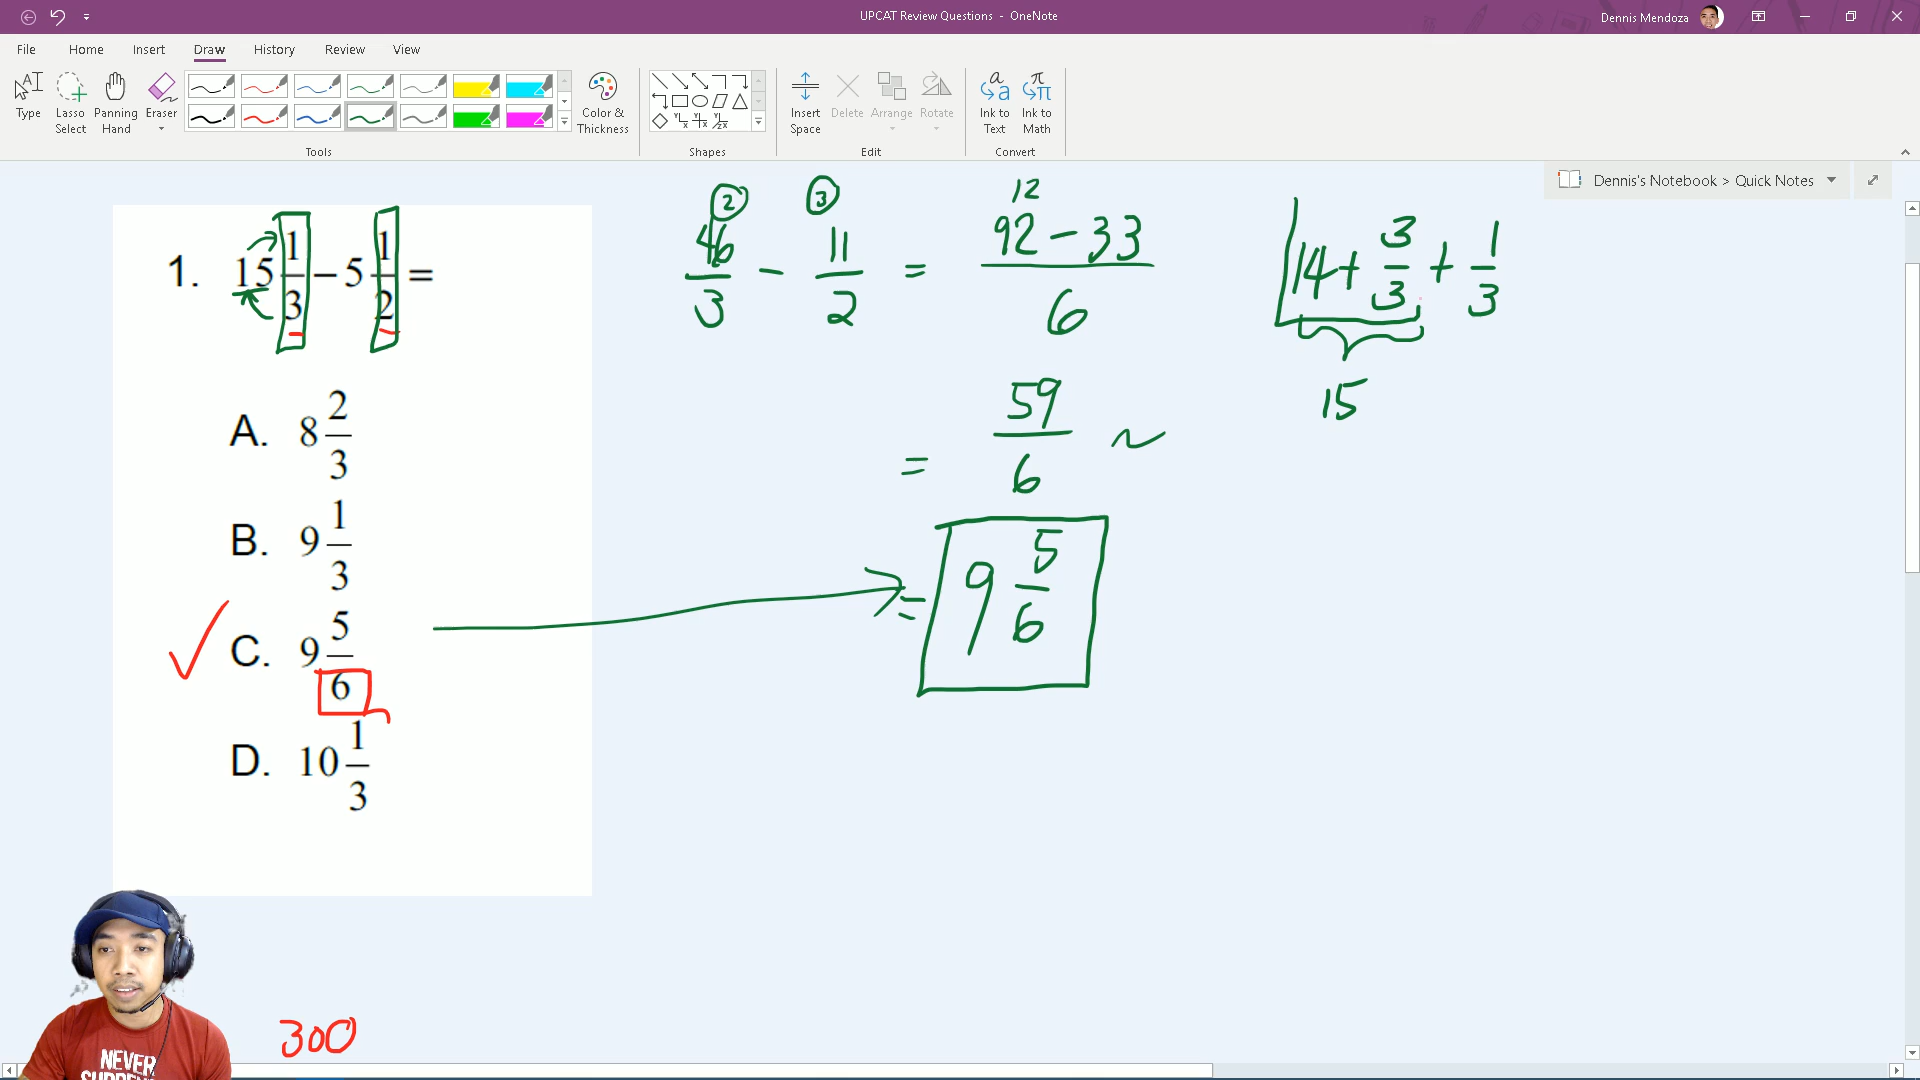 UPCAT Review Questions - OneNote
Dennis Mendoza
File Home Insert Draw History Review View
Type
Lasso Select
Panning Hand
Eraser
Color & Thickness
Insert Space
Delete
Arrange
Rotate
Ink to Text
Ink to Math
Tools
Shapes
Edit
Convert
Dennis's Notebook > Quick Notes
1. 15 1/3 − 5 1/2 =
A. 8 2/3
B. 9 1/3
C. 9 5/6
D. 10 1/3
2 3
46/3 − 11/2 = (92 − 33)/6
12
= 59/6 ~
= 9 5/6
14 + 3/3 + 1/3
15
300
NEVER